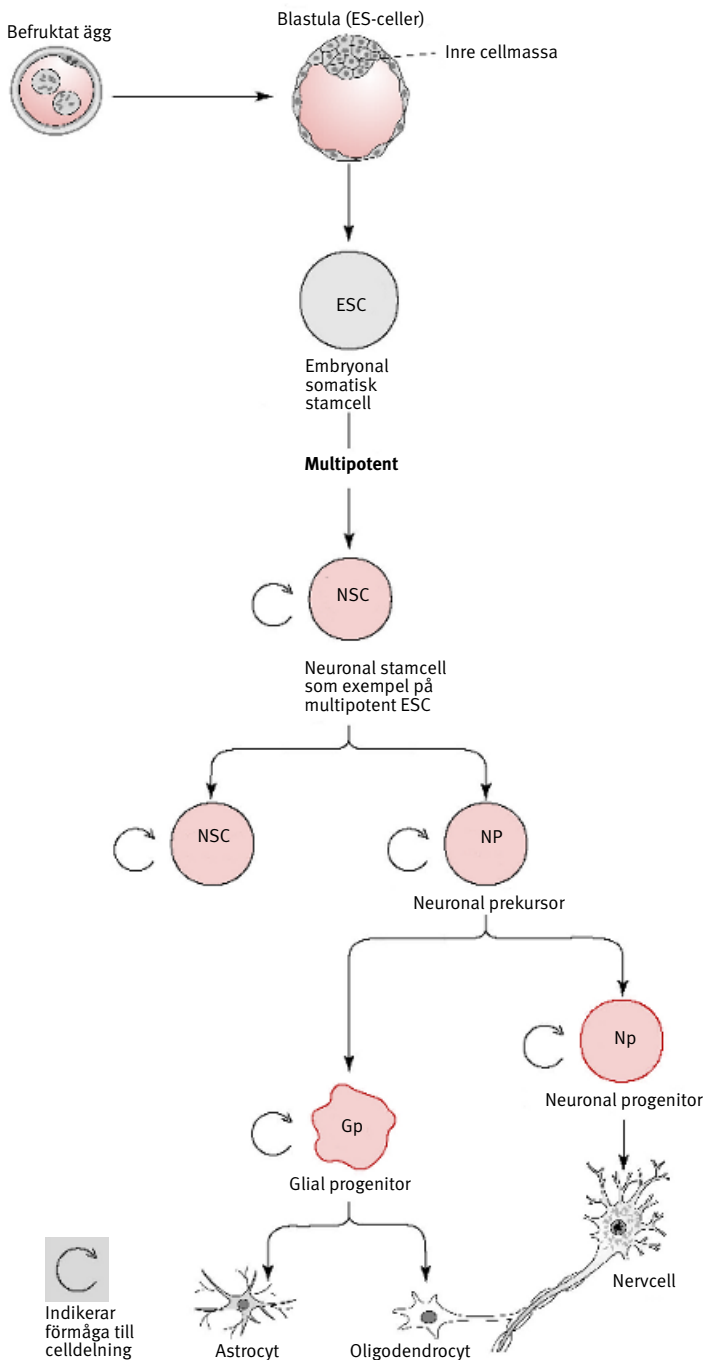 Befruktat ägg
Blastula (ES-celler)
Inre cellmassa
ESC
Embryonal
somatisk
stamcell
Multipotent
NSC
Neuronal stamcell
som exempel på
multipotent ESC
NSC
NP
Neuronal prekursor
Np
Neuronal progenitor
Gp
Glial progenitor
Nervcell
Indikerar
förmåga till
celldelning
Astrocyt
Oligodendrocyt